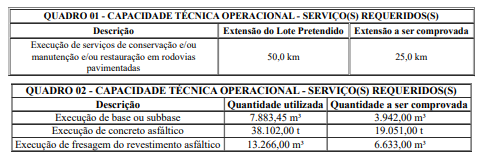 QUADRO 01 - CAPACIDADE TÉCNICA OPERACIONAL - SERVIÇO(S) REQUERIDOS(S)
Descrição Extensão do Lote Pretendido Extensão a ser comprovada
Execução de serviços de conservação e/ou
manutenção e/ou restauração em rodovias
pavimentadas
50,0 km 25,0 km
QUADRO 02 - CAPACIDADE TÉCNICA OPERACIONAL - SERVIÇO(S) REQUERIDOS(S)
Descrição Quantidade utilizada Quantidade a ser comprovada
Execução de base ou subbase 7.883,45 m³ 3.942,00 m³
Execução de concreto asfáltico 38.102,00 t 19.051,00 t
Execução de fresagem do revestimento asfáltico 13.266,00 m³ 6.633,00 m³